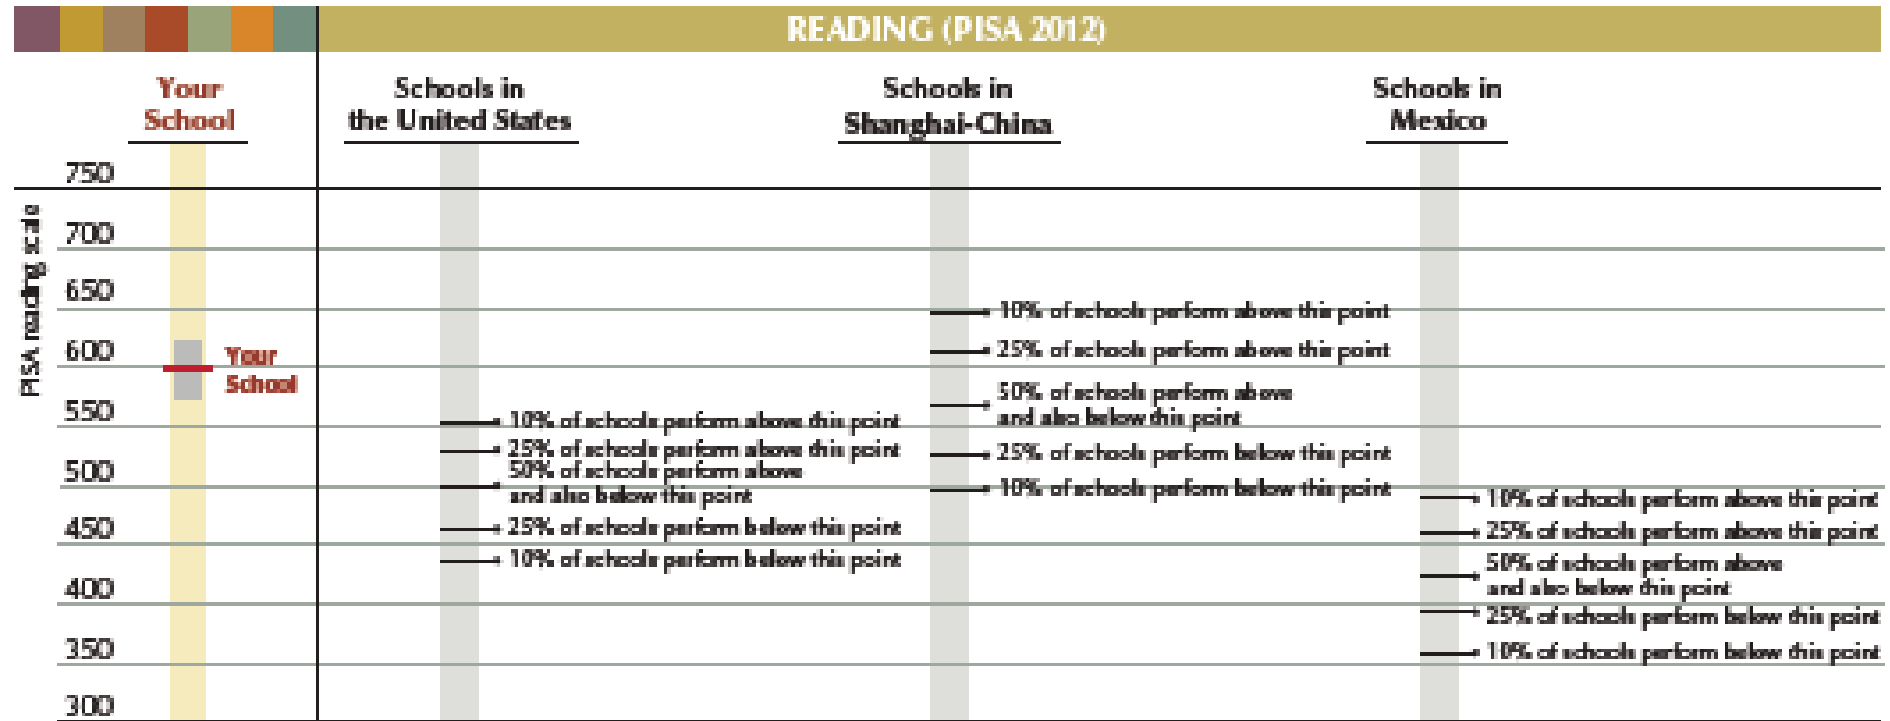 READING (PISA 2012)
Your
School
Schools in
the United States
Schools in
Shanghai-China
Schools in
Mexico
PISA reading scale
750
700
650
600
550
500
450
400
350
300
Your
School
10% of schools perform above this point
25% of schools perform above this point
50% of schools perform above
and also below this point
25% of schools perform below this point
10% of schools perform below this point
10% of schools perform above this point
25% of schools perform above this point
50% of schools perform above
and also below this point
25% of schools perform below this point
10% of schools perform below this point
10% of schools perform above this point
25% of schools perform above this point
50% of schools perform above
and also below this point
25% of schools perform below this point
10% of schools perform below this point